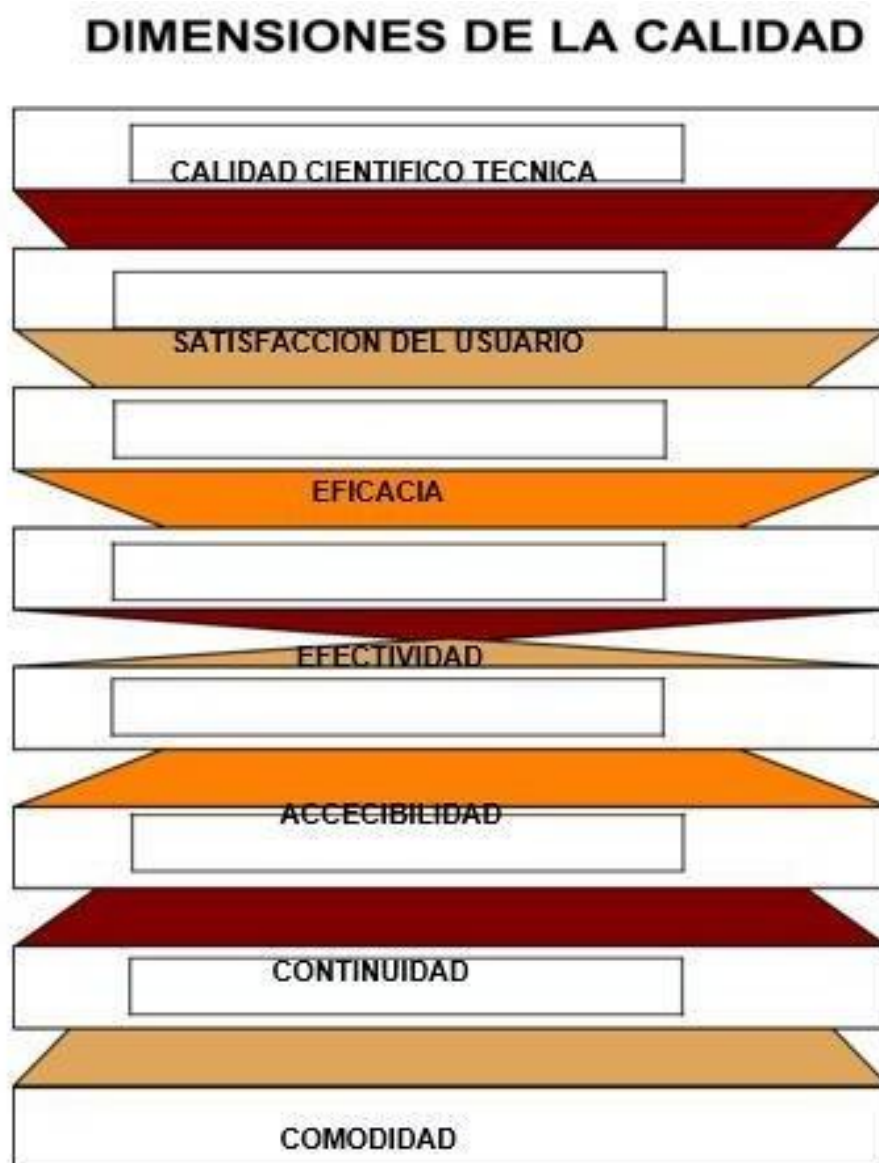 DIMENSIONES DE LA CALIDAD
CALIDAD CIENTIFICO TECNICA
SATISFACCION DEL USUARIO
EFICACIA
EFECTIVIDAD
ACCECIBILIDAD
CONTINUIDAD
COMODIDAD